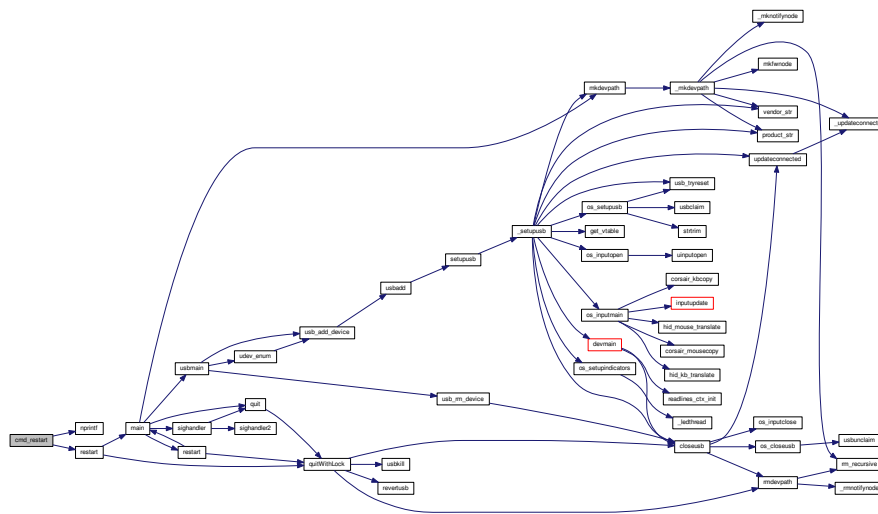 _mknotifynode
mkfwnode
mkdevpath
_mkdevpath
vendor_str
_updateconnected
product_str
updateconnected
usb_tryreset
os_setupusb
usbclaim
_setupusb
get_vtable
strtrim
os_inputopen
uinputopen
setupusb
corsair_kbcopy
usbadd
inputupdate
os_inputmain
hid_mouse_translate
usb_add_device
devmain
corsair_mousecopy
udev_enum
usbmain
os_setupindicators
hid_kb_translate
usb_rm_device
readlines_ctx_init
quit
_ledthread
os_inputclose
nprintf
main
sighandler
sighandler2
cmd_restart
restart
restart
closeusb
os_closeusb
usbunclaim
quitWithLock
usbkill
rm_recursive
revertusb
rmdevpath
_rmnotifynode